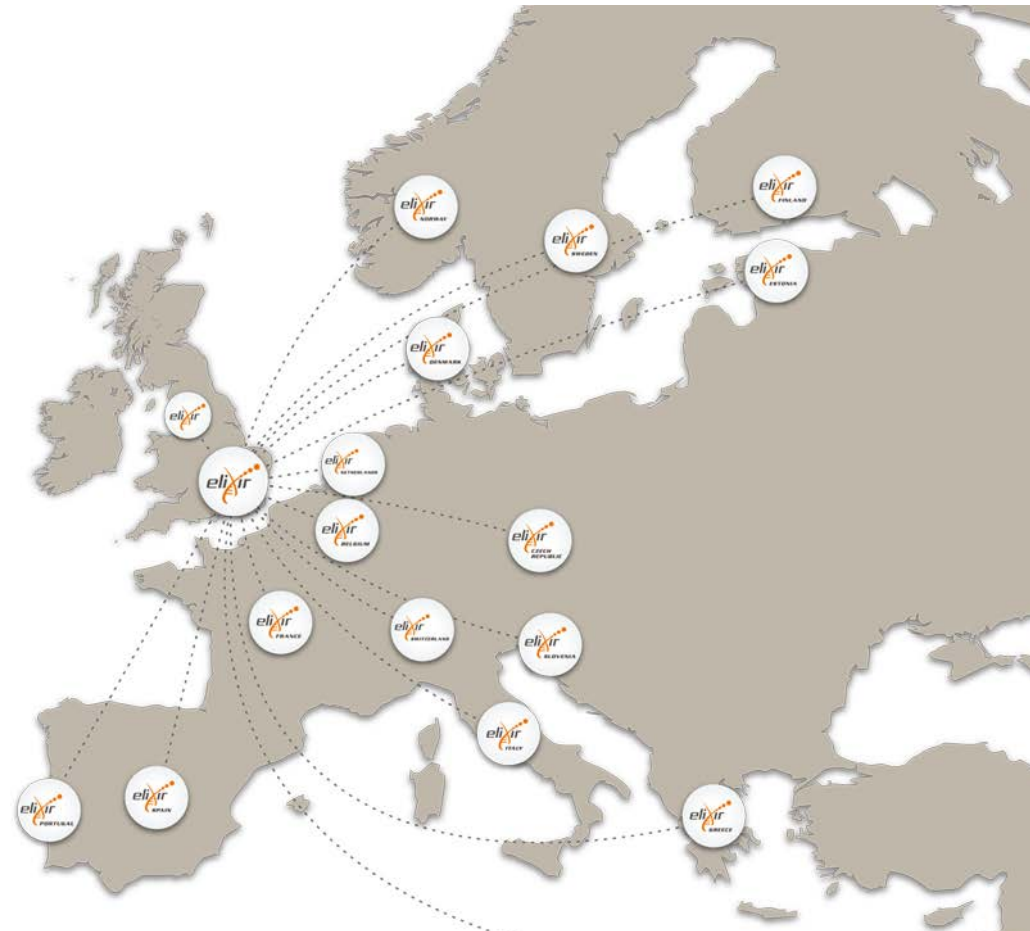 elixir
NORWAY
elixir
FINLAND
elixir
SWEDEN
elixir
ESTONIA
elixir
DENMARK
elixir
elixir
NETHERLANDS
elixir
elixir
BELGIUM
elixir
CZECH
REPUBLIC
elixir
FRANCE
elixir
SWITZERLAND
elixir
SLOVENIA
elixir
ITALY
elixir
PORTUGAL
elixir
SPAIN
elixir
GREECE